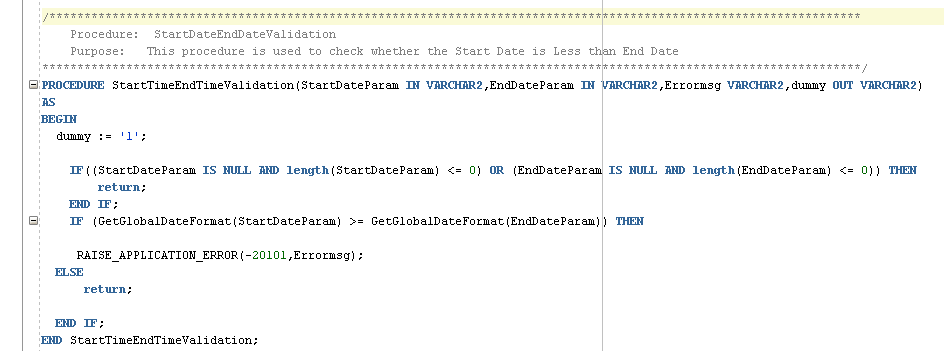 /********************************************************************************************************************
Procedure: StartDateEndDateValidation
Purpose: This procedure is used to check whether the Start Date is Less than End Date
*********************************************************************************************************************/
PROCEDURE StartTimeEndTimeValidation(StartDateParam IN VARCHAR2,EndDateParam IN VARCHAR2,Errormsg VARCHAR2,dummy OUT VARCHAR2)
AS
BEGIN
dummy := '1';
IF((StartDateParam IS NULL AND length(StartDateParam) <= 0) OR (EndDateParam IS NULL AND length(EndDateParam) <= 0)) THEN
return;
END IF;
IF (GetGlobalDateFormat(StartDateParam) >= GetGlobalDateFormat(EndDateParam)) THEN
RAISE_APPLICATION_ERROR(-20101,Errormsg);
ELSE
return;
END IF;
END StartTimeEndTimeValidation;